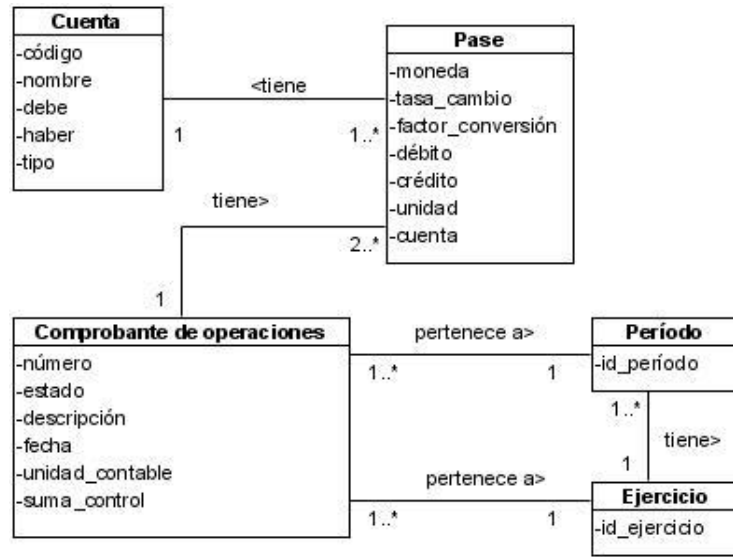 Cuenta
-código
-nombre
-debe
-haber
-tipo
<tiene
1
1..*
Pase
-moneda
-tasa_cambio
-factor_conversión
-débito
-crédito
-unidad
-cuenta
tiene>
2..*
1
Comprobante de operaciones
-número
-estado
-descripción
-fecha
-unidad_contable
-suma_control
pertenece a>
1..*
1
Período
-id_período
1..*
tiene>
1
pertenece a>
1..*
1
Ejercicio
-id_ejercicio